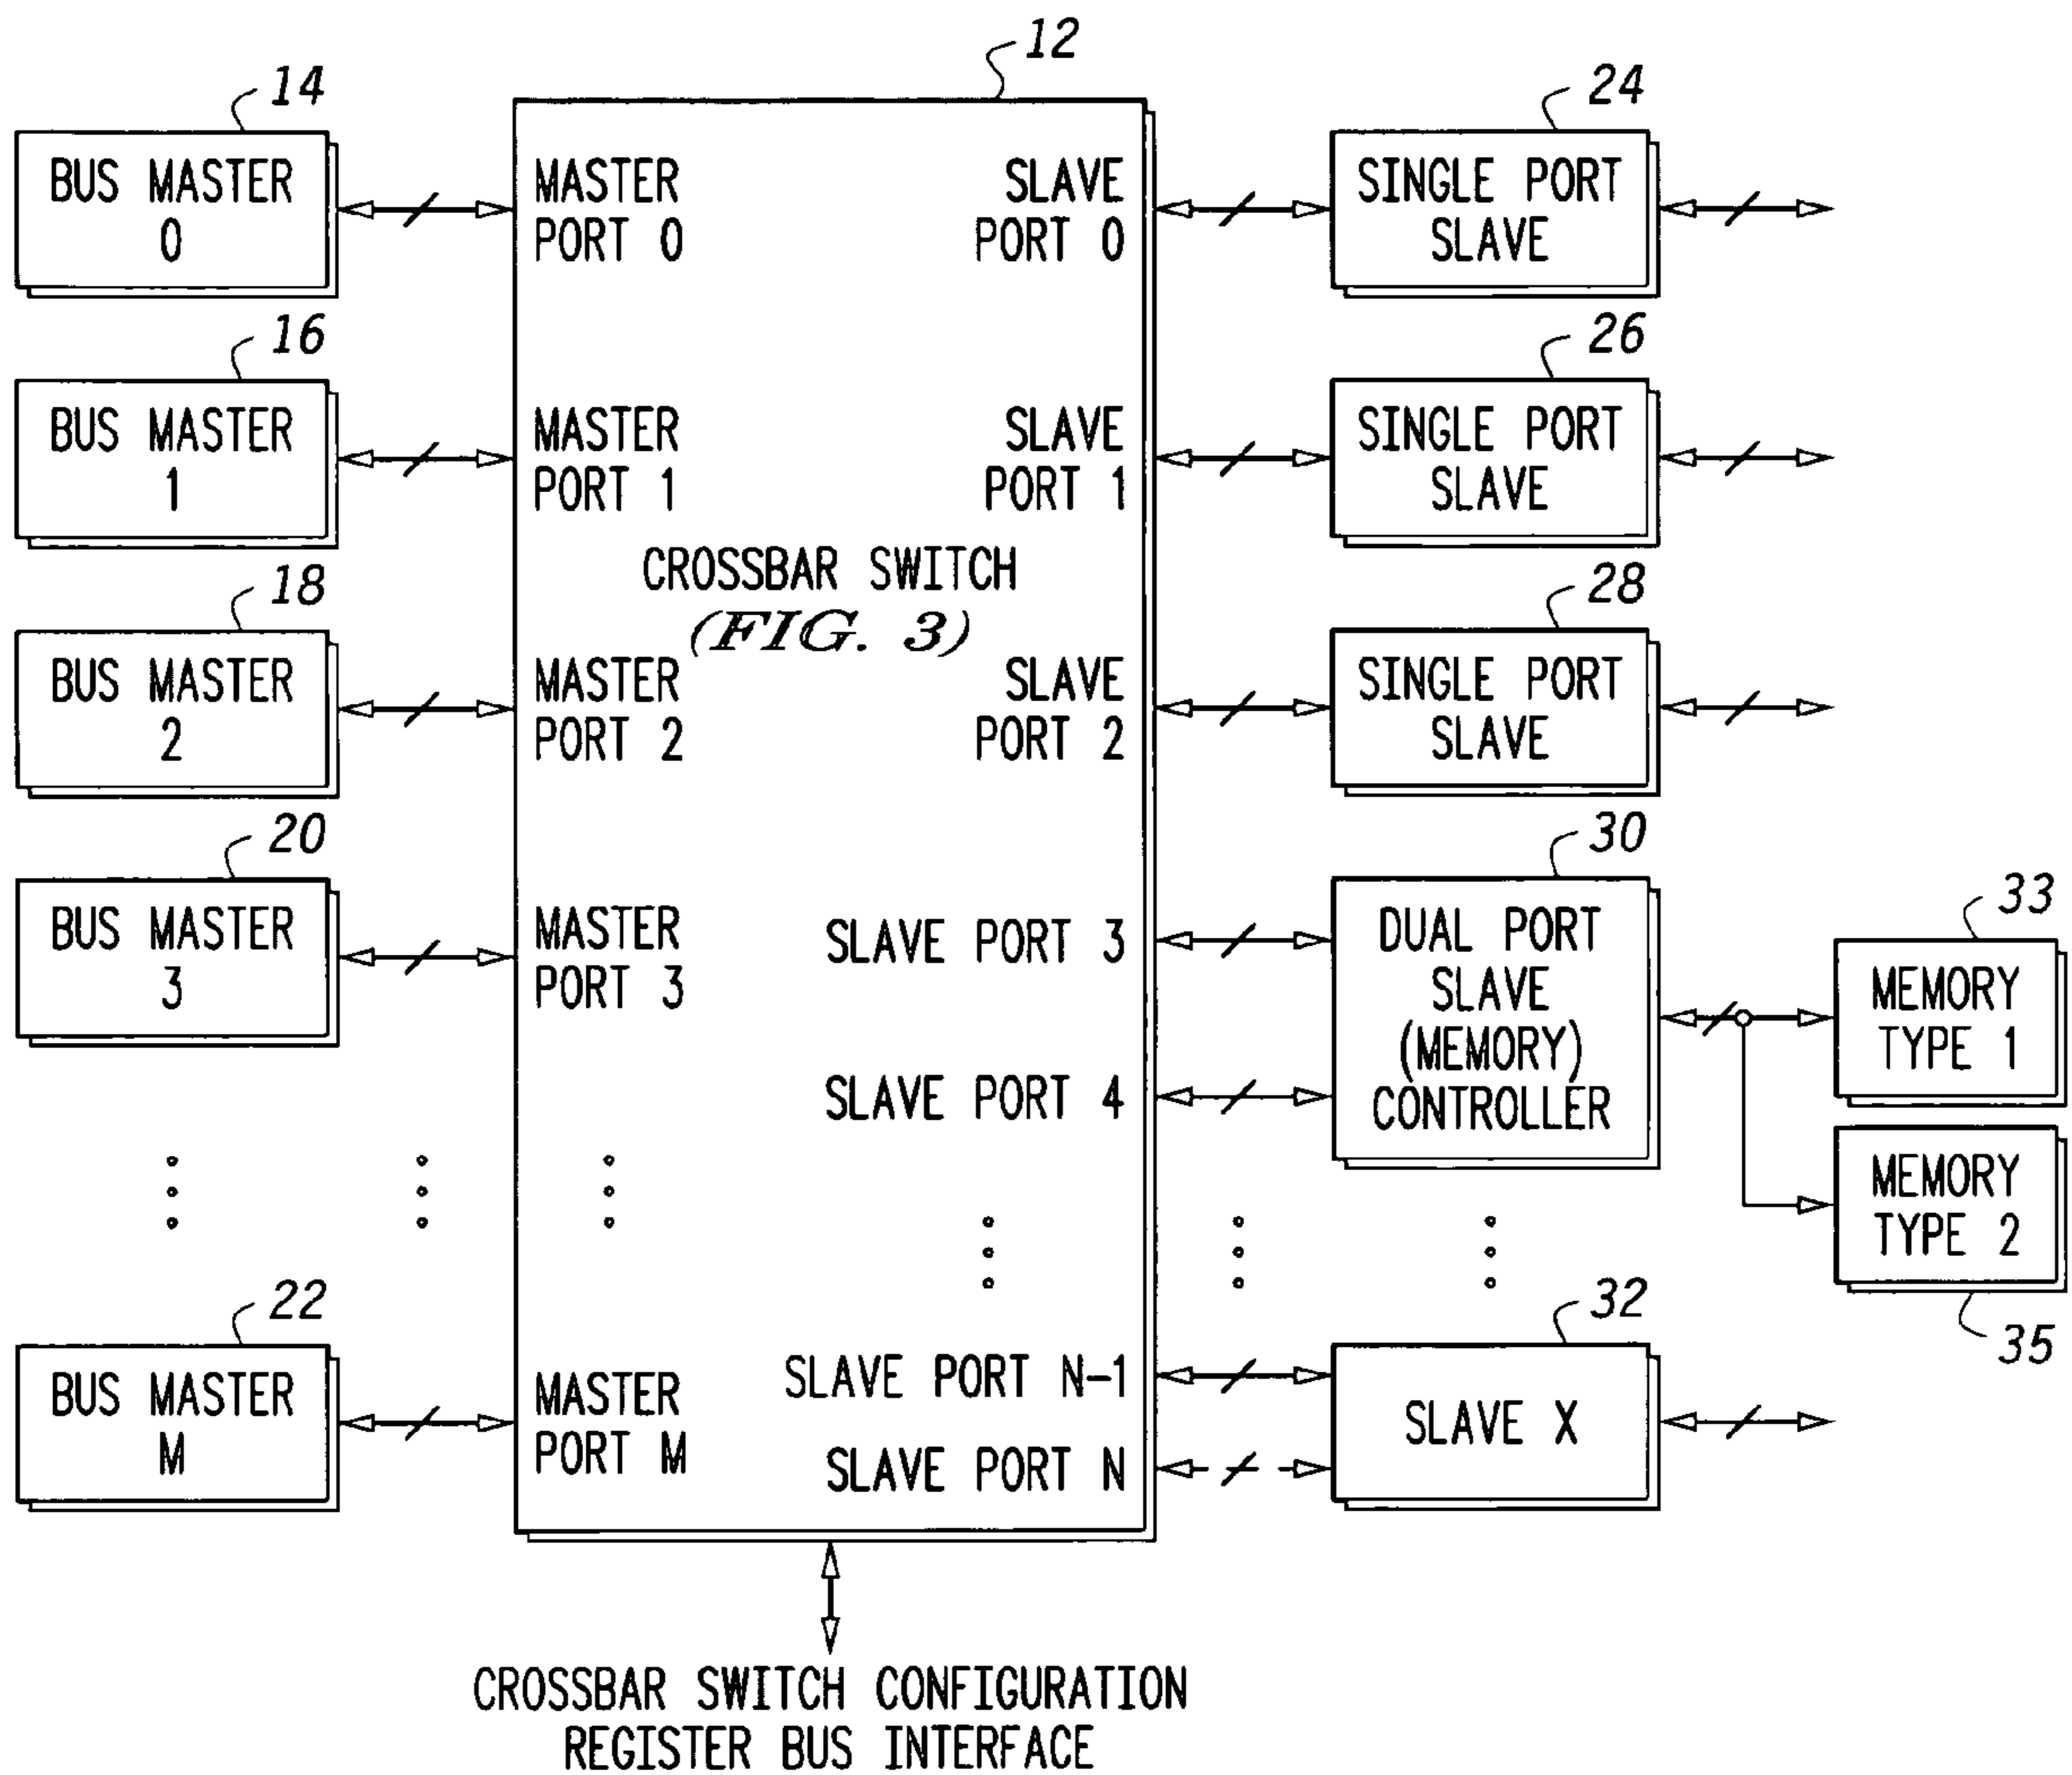 12
14
BUS MASTER
0
16
BUS MASTER
1
18
BUS MASTER
2
20
BUS MASTER
3
22
BUS MASTER
M
MASTER
PORT 0
MASTER
PORT 1
CROSSBAR SWITCH
(FIG. 3)
MASTER
PORT 2
MASTER
PORT 3
MASTER
PORT M
SLAVE
PORT 0
SLAVE
PORT 1
SLAVE
PORT 2
SLAVE PORT 3
SLAVE PORT 4
SLAVE PORT N-1
SLAVE PORT N
24
SINGLE PORT
SLAVE
26
SINGLE PORT
SLAVE
28
SINGLE PORT
SLAVE
30
DUAL PORT
SLAVE
(MEMORY)
CONTROLLER
33
MEMORY
TYPE 1
MEMORY
TYPE 2
35
32
SLAVE X
CROSSBAR SWITCH CONFIGURATION
REGISTER BUS INTERFACE